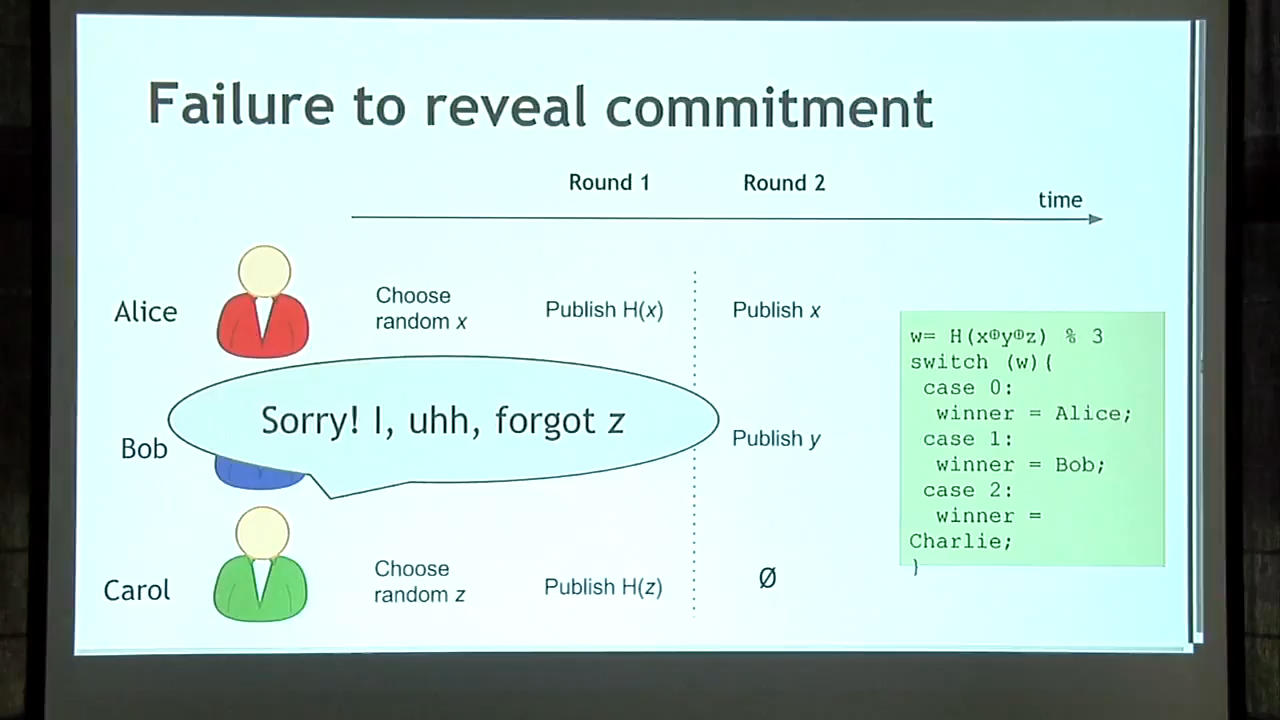 Failure to reveal commitment
Round 1
Round 2
time
Alice
Choose
random x
Publish H(x)
Publish x
Sorry! I, uhh, forgot z
Bob
Publish y
Carol
Choose
random z
Publish H(z)
Ø
w= H(x⊕y⊕z) % 3
switch (w){
case 0:
winner = Alice;
case 1:
winner = Bob;
case 2:
winner =
Charlie;
}